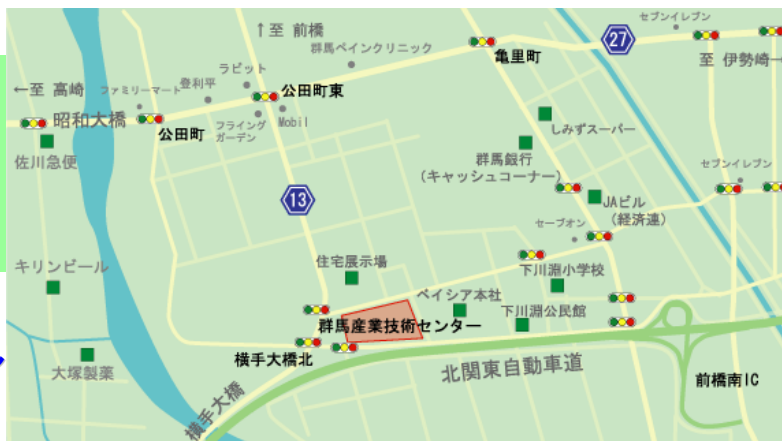 セブンイレブン
↑至 前橋
27
群馬ペインクリニック
亀里町
至 伊勢崎→
ラビット
←至 高崎
登利平
公田町東
ファミリーマート
昭和大橋
Mobil
公田町
フライング
ガーデン
しみずスーパー
佐川急便
群馬銀行
(キャッシュコーナー)
セブンイレブン
13
JAビル
(経済連)
セーブオン
住宅展示場
キリンビール
下川淵小学校
ベイシア本社
下川淵公民館
群馬産業技術センター
横手大橋北
大塚製薬
北関東自動車道
前橋南IC
横手大橋